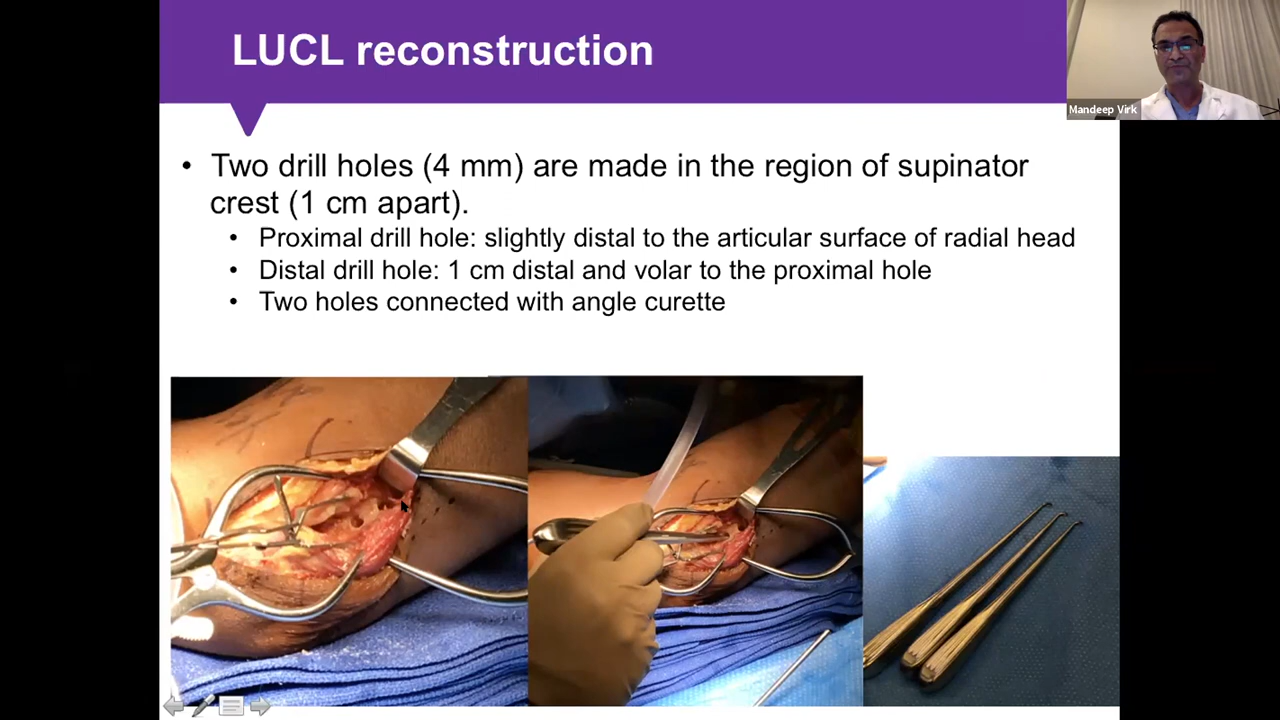 LUCL reconstruction
Mandeep Virk
• Two drill holes (4 mm) are made in the region of supinator
crest (1 cm apart).
• Proximal drill hole: slightly distal to the articular surface of radial head
• Distal drill hole: 1 cm distal and volar to the proximal hole
• Two holes connected with angle curette